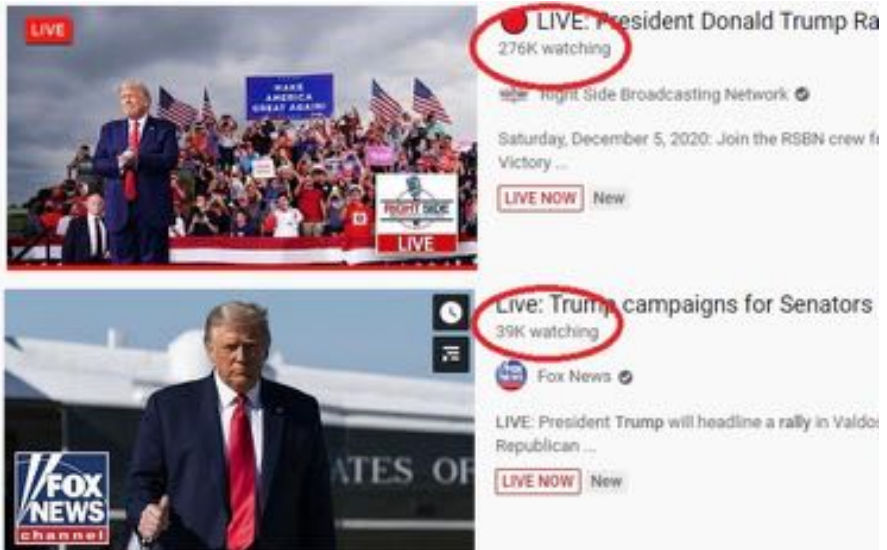 LIVE
MAKE
AMERICA
GREAT AGAIN!
RIGHT SIDE
LIVE
LIVE: President Donald Trump Ra
276K watching
Right Side Broadcasting Network
Saturday, December 5, 2020: Join the RSBN crew f
Victory ...
LIVE NOW New
ATES OF
FOX
NEWS
channel
Live: Trump campaigns for Senators
39K watching
Fox News
LIVE: President Trump will headline a rally in Valdos
Republican ...
LIVE NOW New